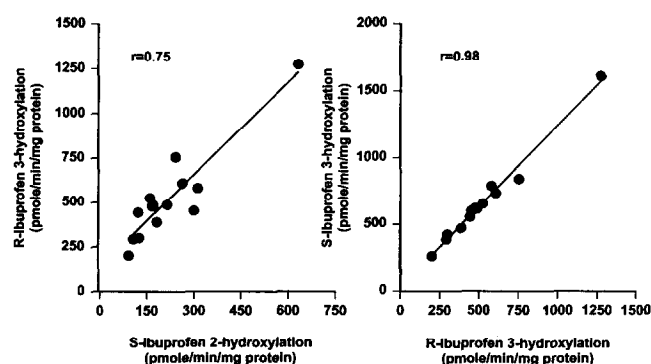 1500
1250
1000
750
500
250
0
r=0.75
R-Ibuprofen 3-hydroxylation
(pmole/min/mg protein)
0 150 300 450 600 750
S-Ibuprofen 2-hydroxylation
(pmole/min/mg protein)
2000
1500
1000
500
0
r=0.98
S-Ibuprofen 3-hydroxylation
(pmole/min/mg protein)
0 250 500 750 1000 1250 1500
R-Ibuprofen 3-hydroxylation
(pmole/min/mg protein)